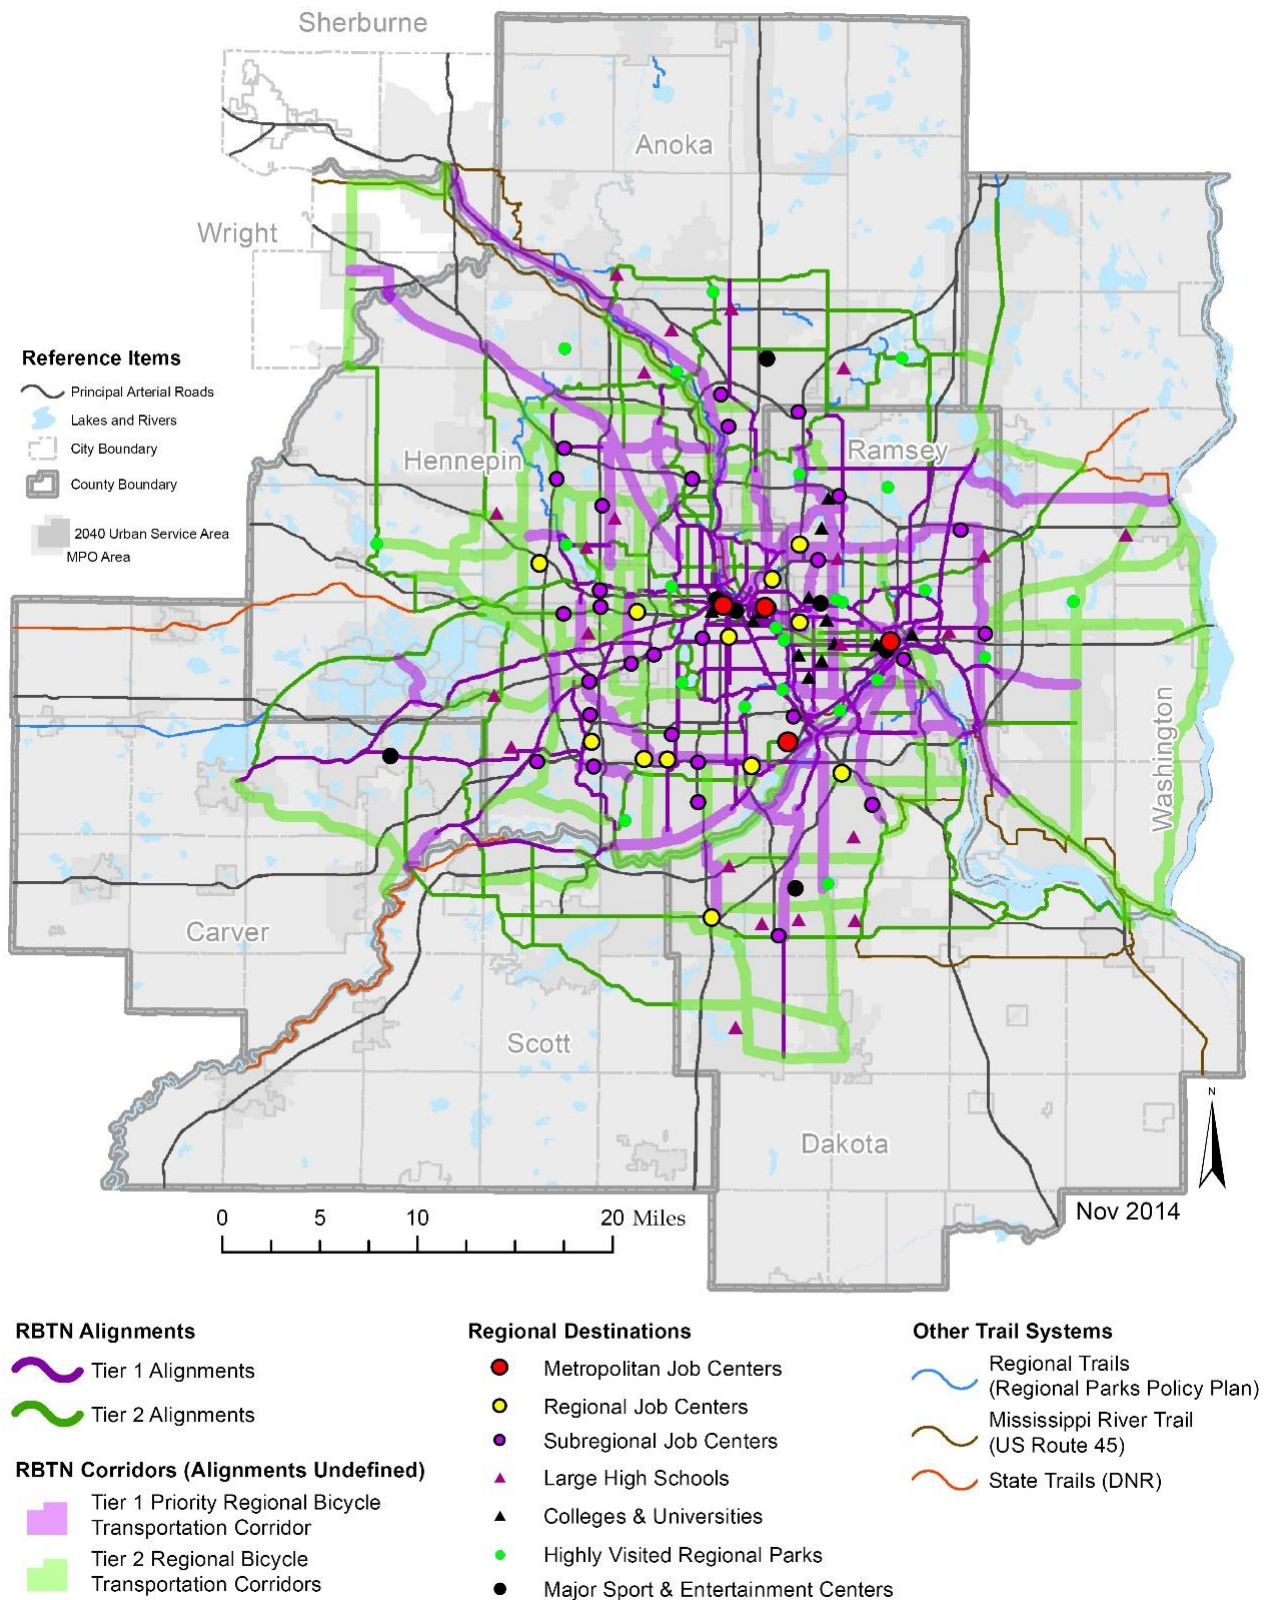 Sherburne
Anoka
Wright
Reference Items
Principal Arterial Roads
Lakes and Rivers
City Boundary
County Boundary
2040 Urban Service Area
MPO Area
Hennepin
Ramsey
Washington
Carver
Scott
Dakota
N
Nov 2014
0 5 10 20 Miles
RBTN Alignments
Tier 1 Alignments
Tier 2 Alignments
RBTN Corridors (Alignments Undefined)
Tier 1 Priority Regional Bicycle
Transportation Corridor
Tier 2 Regional Bicycle
Transportation Corridors
Regional Destinations
Metropolitan Job Centers
Regional Job Centers
Subregional Job Centers
Large High Schools
Colleges & Universities
Highly Visited Regional Parks
Major Sport & Entertainment Centers
Other Trail Systems
Regional Trails
(Regional Parks Policy Plan)
Mississippi River Trail
(US Route 45)
State Trails (DNR)